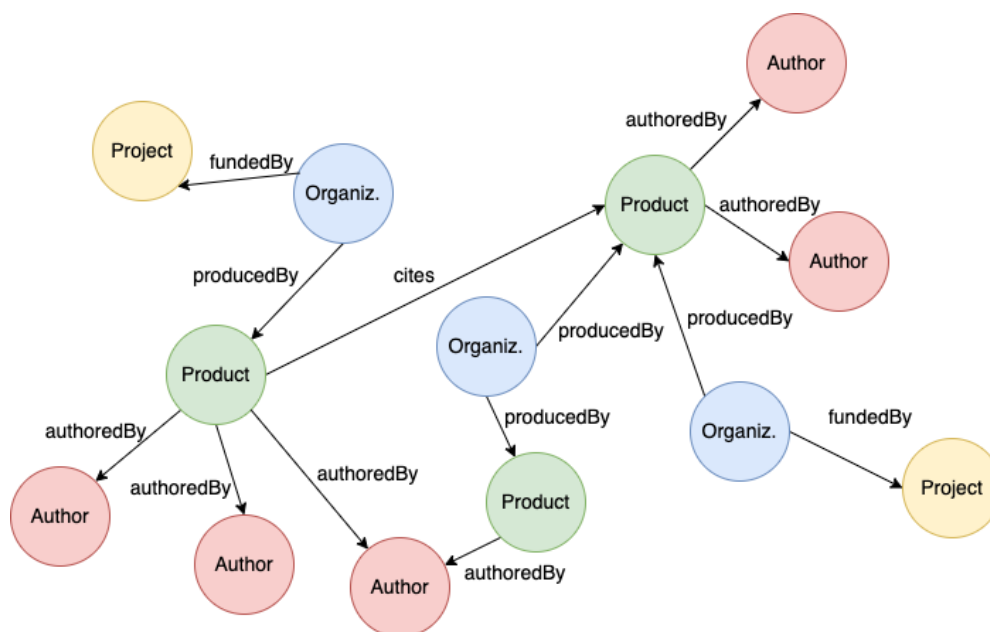 Author
authoredBy
Project
fundedBy
Organiz.
Product
authoredBy
Author
producedBy
cites
producedBy
producedBy
Organiz.
Product
producedBy
fundedBy
Organiz.
authoredBy
authoredBy
authoredBy
Project
Product
Author
Author
Author
authoredBy